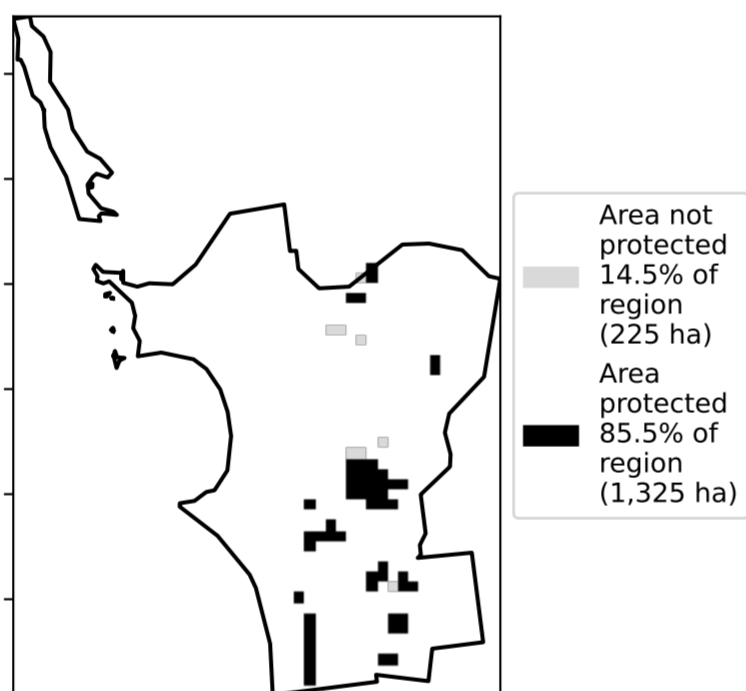 Area not
protected
14.5% of
region
(225 ha)
Area
protected
85.5% of
region
(1,325 ha)